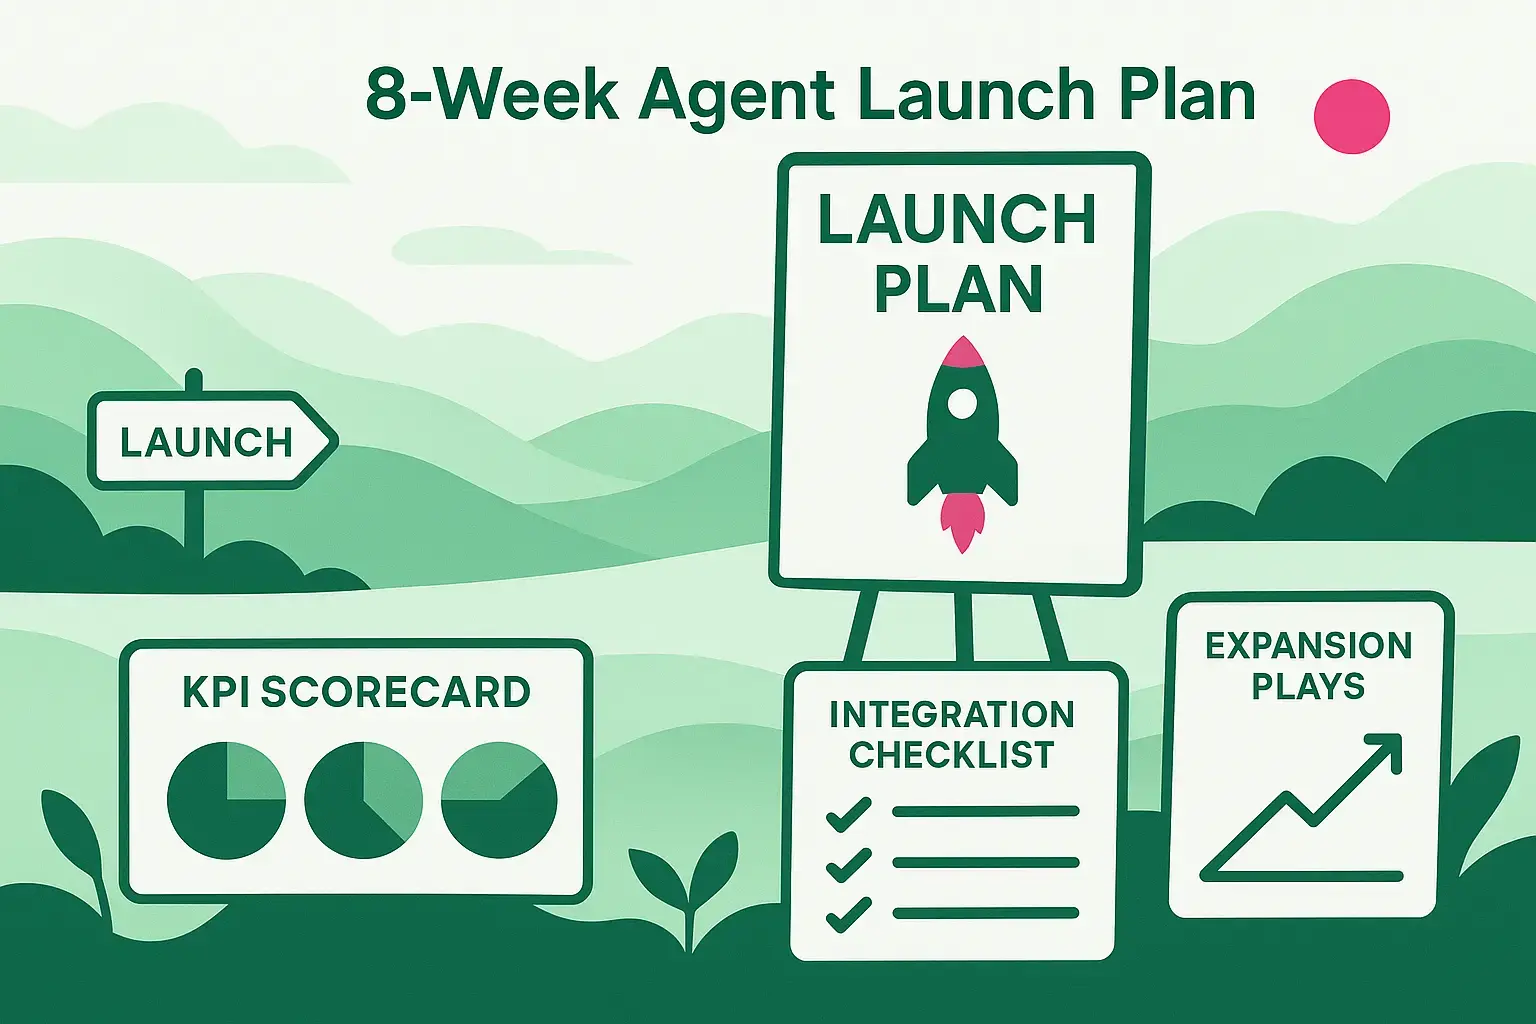 8-Week Agent Launch Plan
LAUNCH
PLAN
LAUNCH
KPI SCORECARD
INTEGRATION
CHECKLIST
EXPANSION
PLAYS